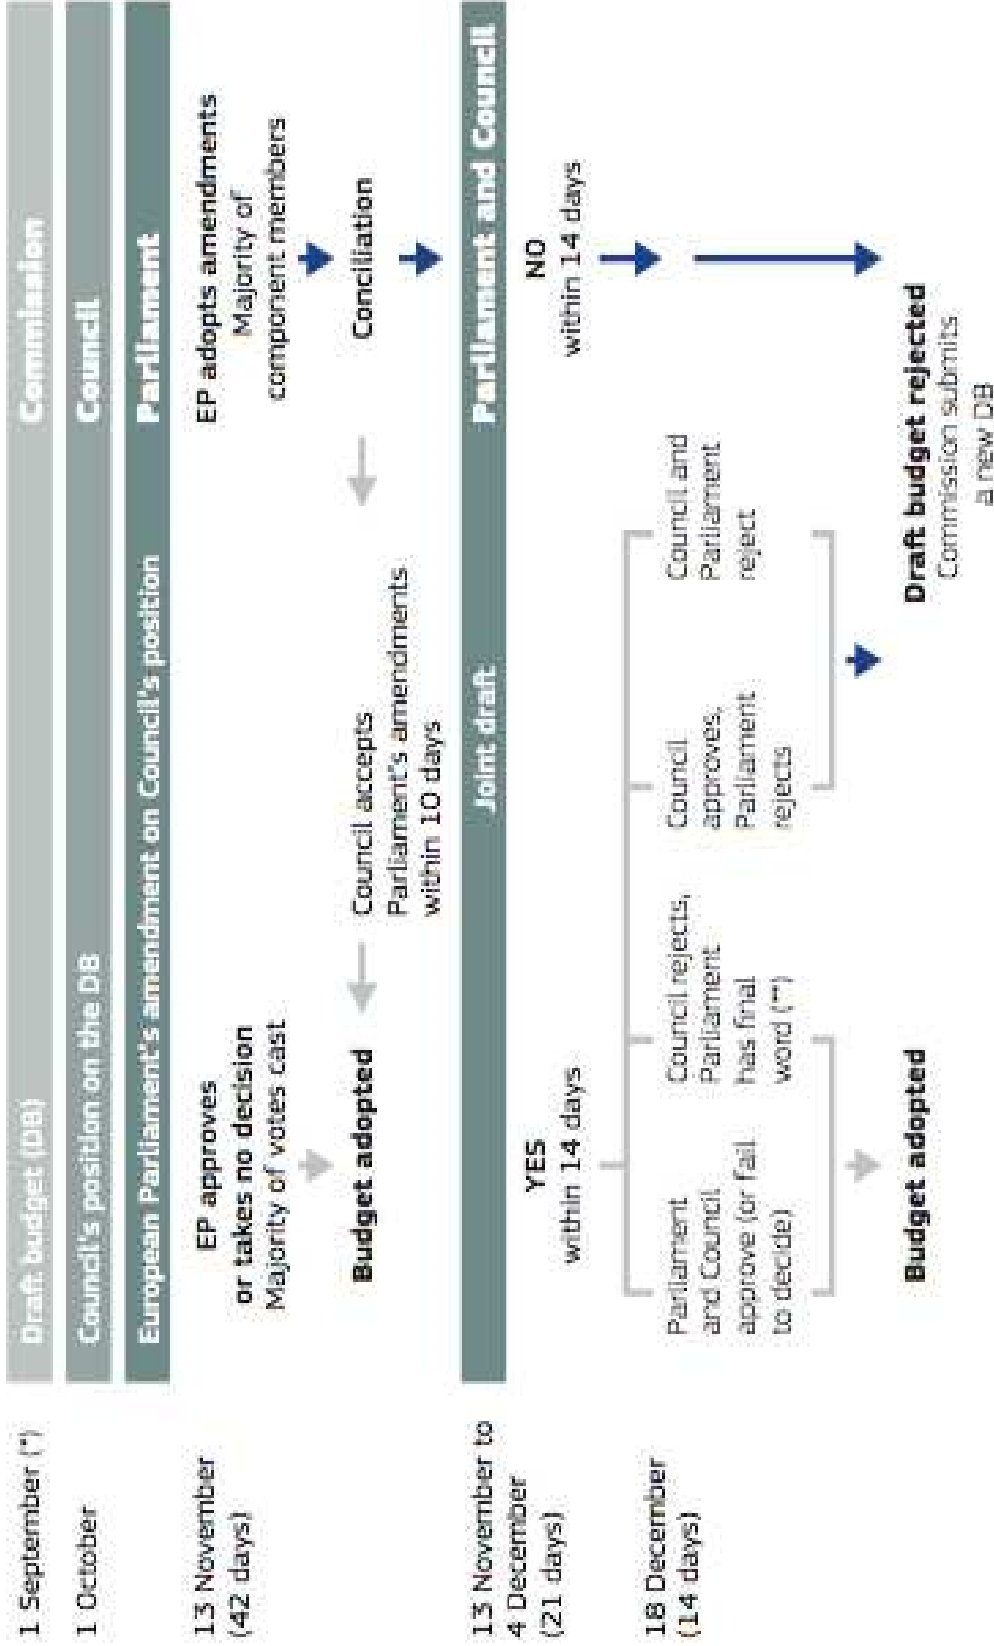 1 September (*)
Draft budget (DB)
Commission
1 October
Council's position on the DB
Council
European Parliament's amendment on Council's position
Parliament
13 November
(42 days)
EP approves
or takes no decision
Majority of votes cast
EP adopts amendments
Majority of
component members
Budget adopted
Council accepts
Parliament's amendments
within 10 days
Conciliation
13 November to
4 December
(21 days)
Joint draft
Parliament and Council
YES
within 14 days
NO
within 14 days
18 December
(14 days)
Parliament
and Council
approve (or fail
to decide)
Council rejects,
Parliament
has final
word (**)
Council
approves,
Parliament
rejects
Council and
Parliament
reject
Budget adopted
Draft budget rejected
Commission submits
a new DB